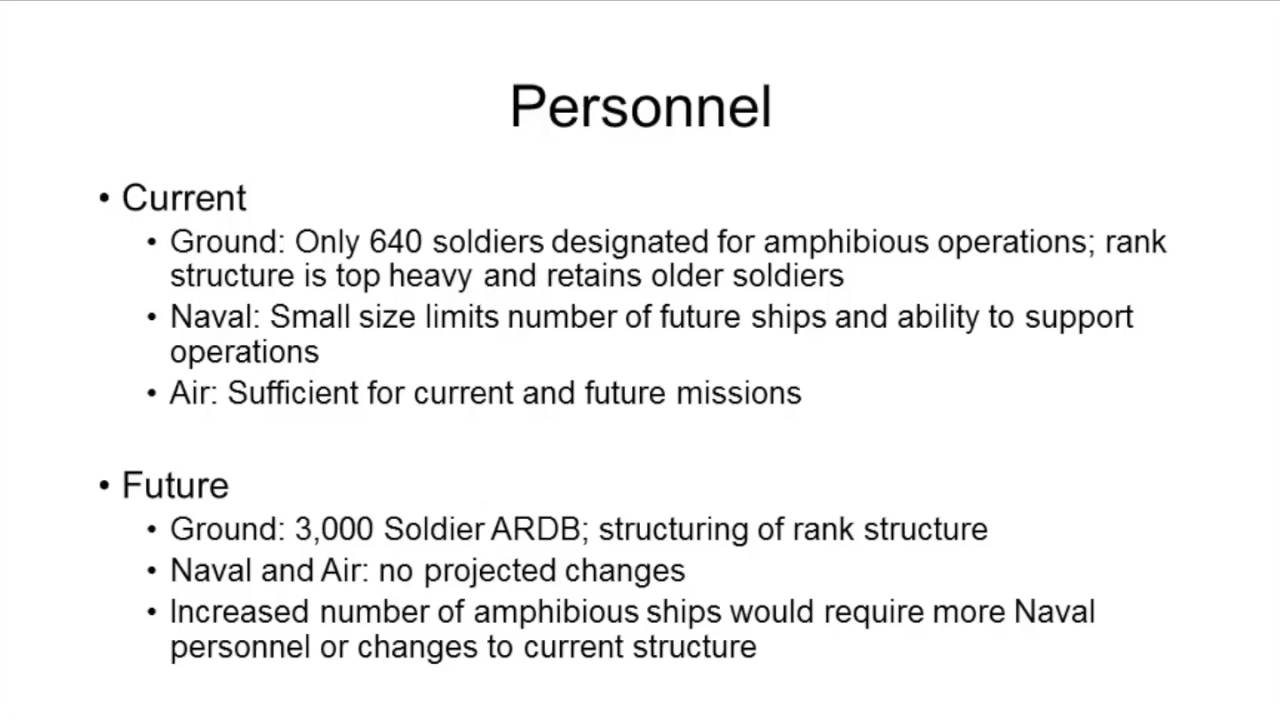 Personnel
• Current
• Ground: Only 640 soldiers designated for amphibious operations; rank
structure is top heavy and retains older soldiers
• Naval: Small size limits number of future ships and ability to support
operations
• Air: Sufficient for current and future missions
• Future
• Ground: 3,000 Soldier ARDB; structuring of rank structure
• Naval and Air: no projected changes
• Increased number of amphibious ships would require more Naval
personnel or changes to current structure